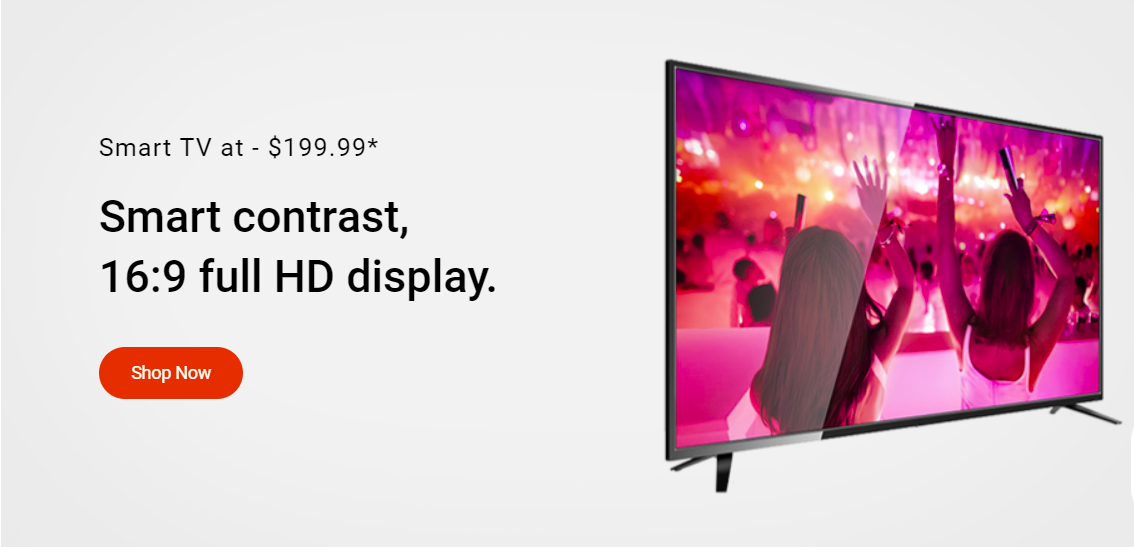 Smart TV at - $199.99*
Smart contrast,
16:9 full HD display.
Shop Now